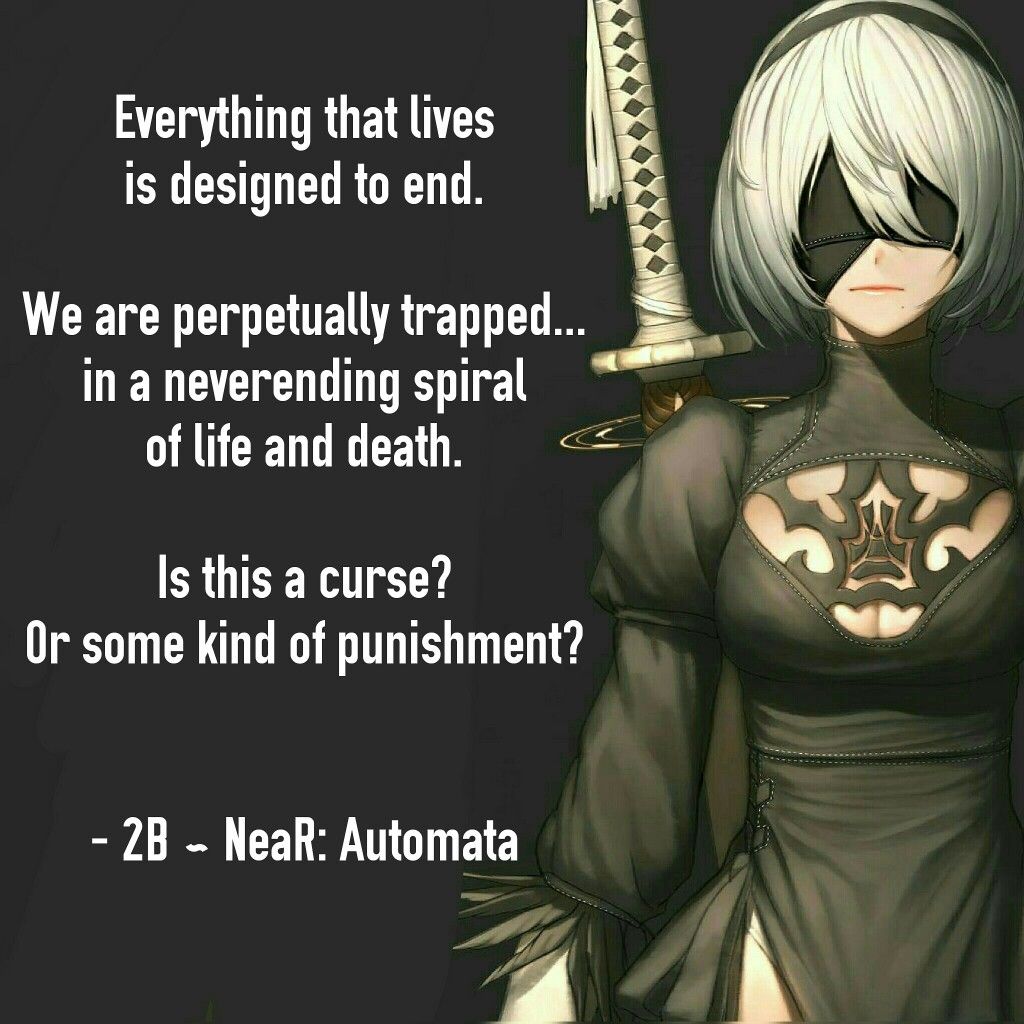 Everything that lives
is designed to end.
We are perpetually trapped...
in a neverending spiral
of life and death.
Is this a curse?
Or some kind of punishment?
- 2B ~ NeaR: Automata